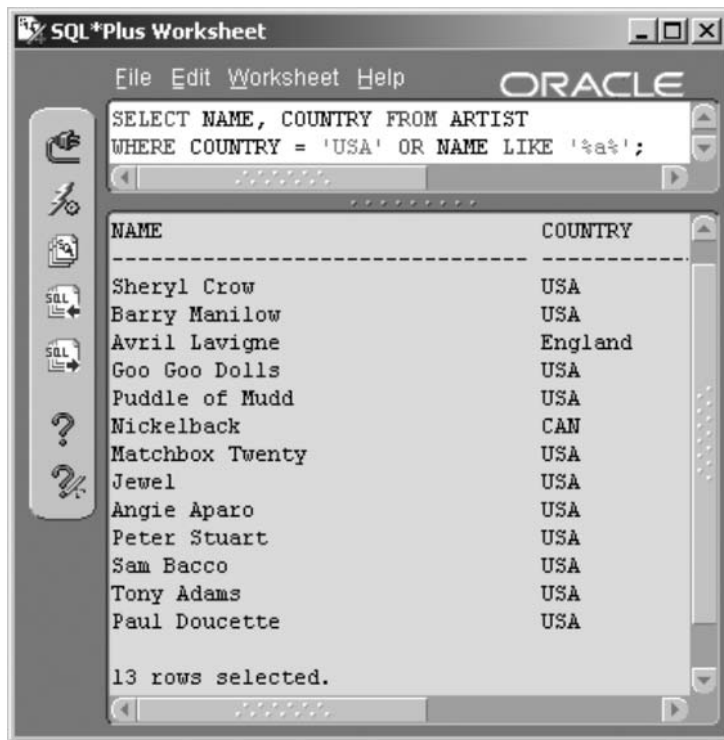 SQL*Plus Worksheet
File Edit Worksheet Help
ORACLE
SELECT NAME, COUNTRY FROM ARTIST
WHERE COUNTRY = 'USA' OR NAME LIKE '%a%';
NAME COUNTRY
Sheryl Crow USA
Barry Manilow USA
Avril Lavigne England
Goo Goo Dolls USA
Puddle of Mudd USA
Nickelback CAN
Matchbox Twenty USA
Jewel USA
Angie Aparo USA
Peter Stuart USA
Sam Bacco USA
Tony Adams USA
Paul Doucette USA
13 rows selected.
SQL
SQL